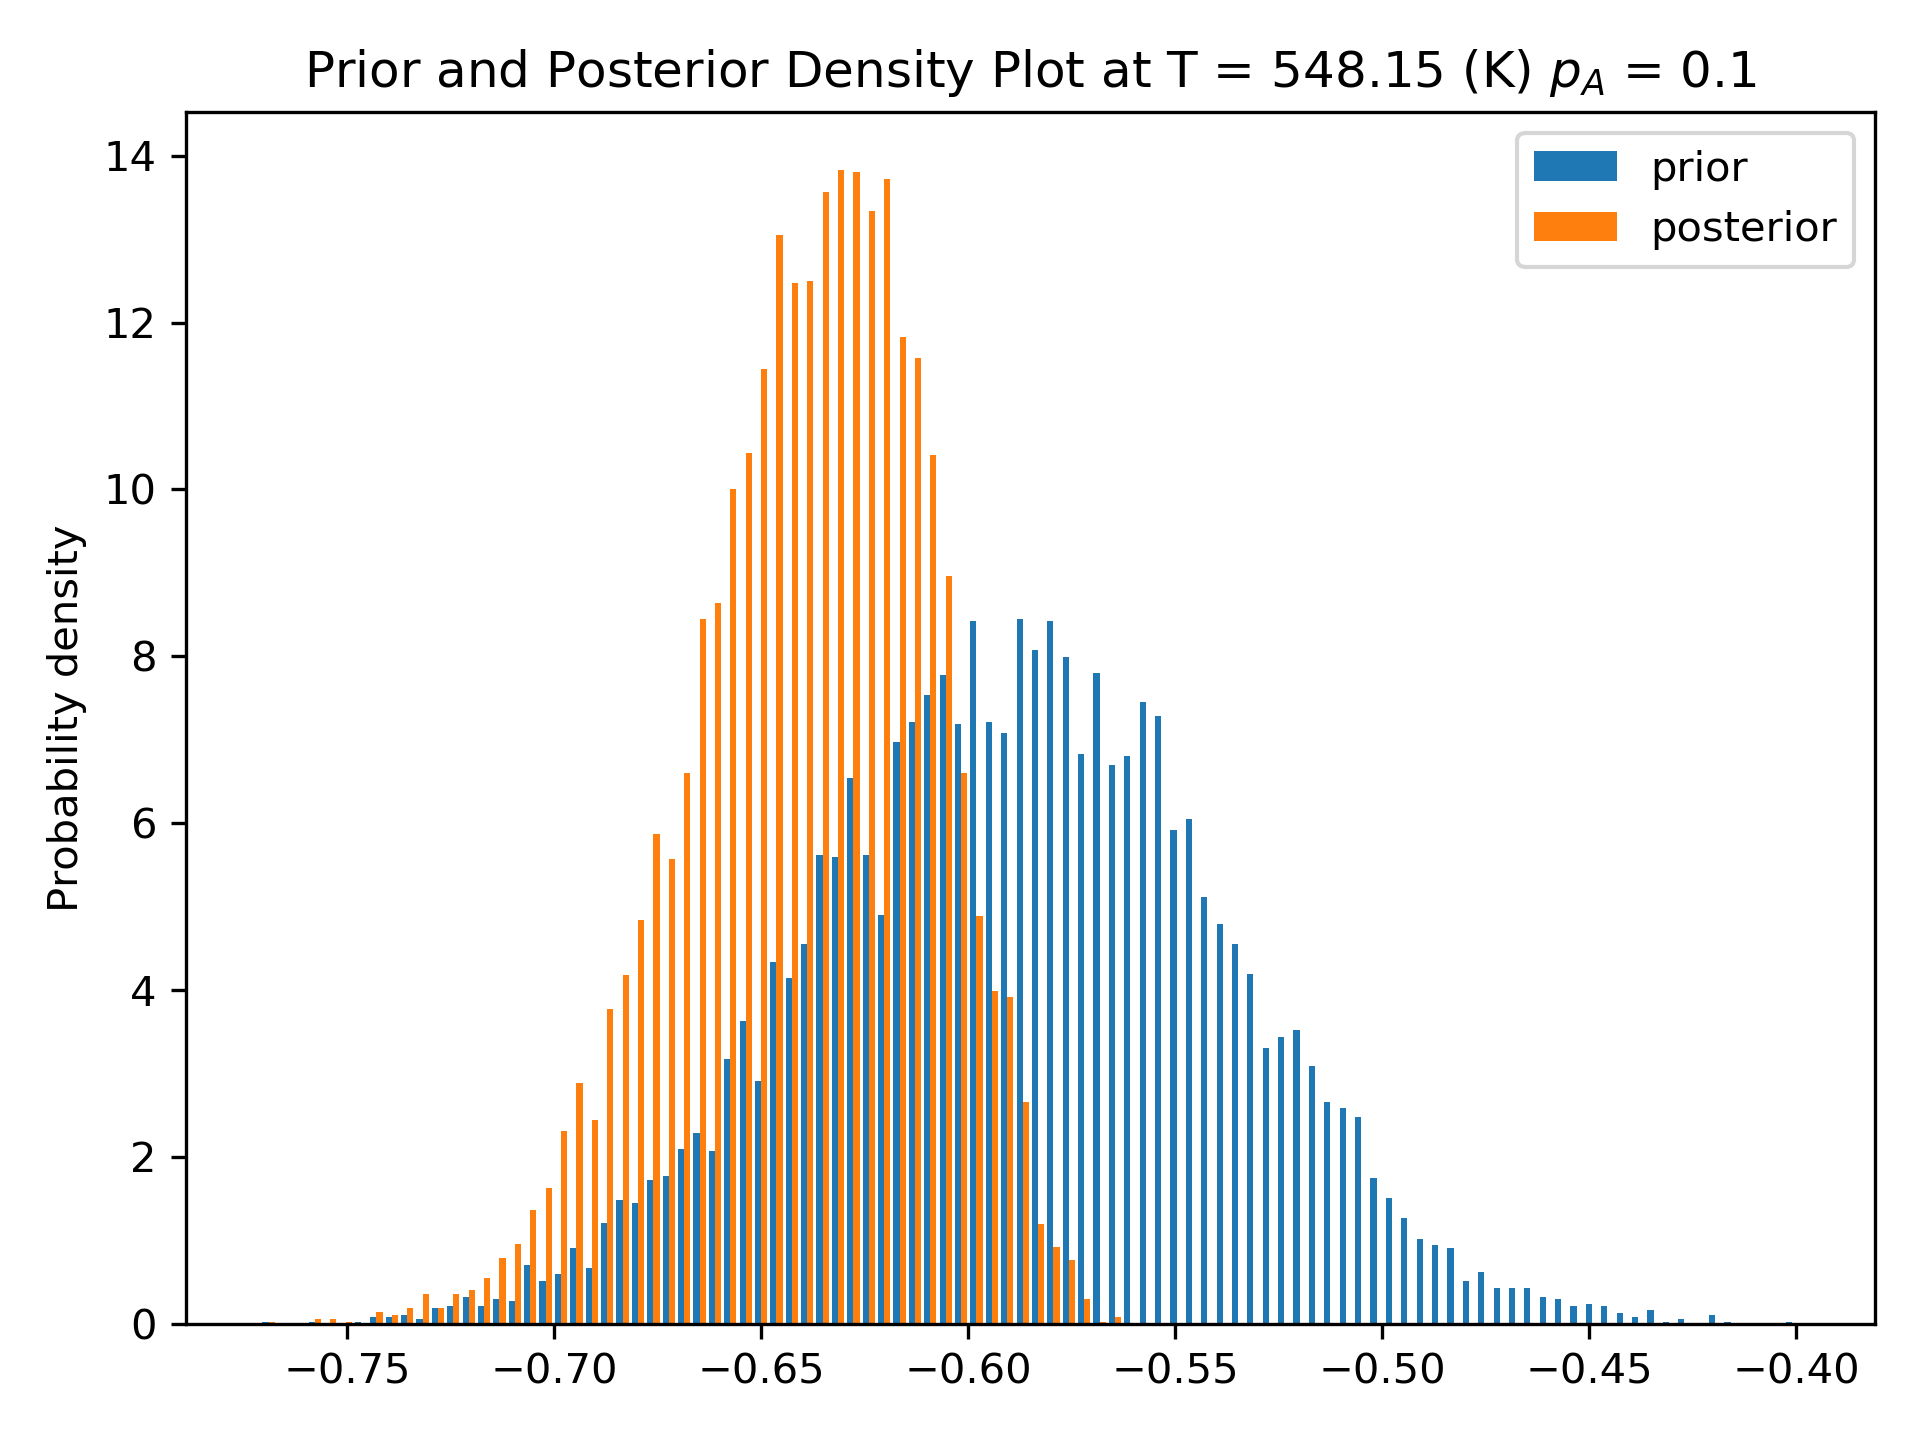 Prior and Posterior Density Plot at T = 548.15 (K) p_A = 0.1
prior
posterior
Probability density
14
12
10
8
6
4
2
0
−0.75 −0.70 −0.65 −0.60 −0.55 −0.50 −0.45 −0.40